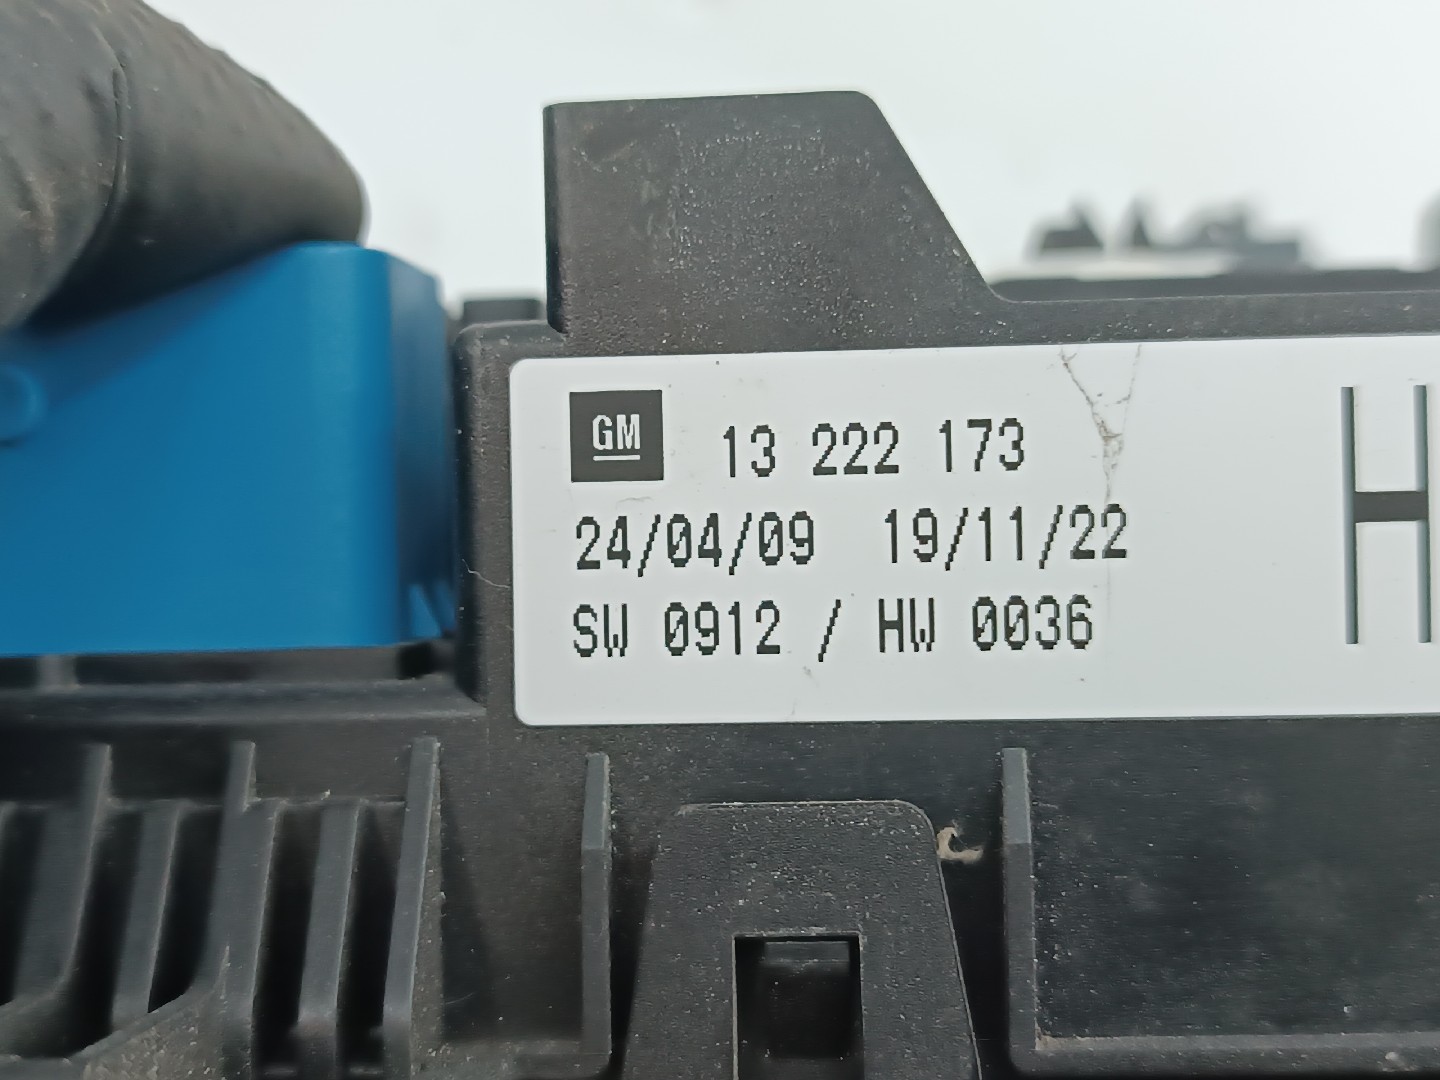 GM 13 222 173 H
24/04/09 19/11/22
SW 0912 / HW 0036